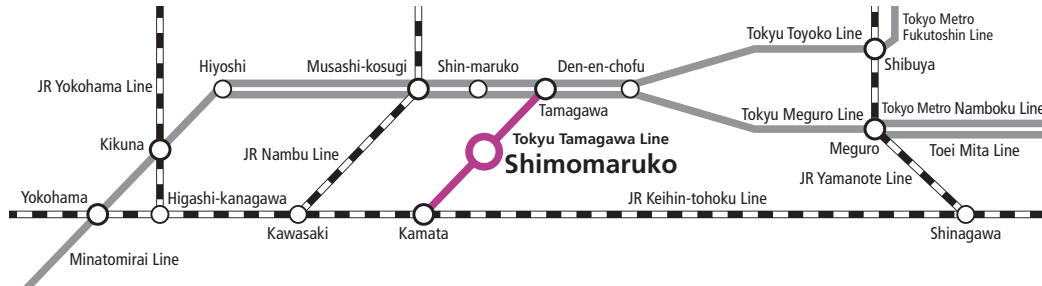 Tokyu Toyoko Line
Tokyo Metro
Fukutoshin Line
Hiyoshi
Musashi-kosugi
Shin-maruko
Den-en-chofu
Shibuya
JR Yokohama Line
Tamagawa
Tokyu Meguro Line
Tokyo Metro Namboku Line
Kikuna
JR Nambu Line
Tokyu Tamagawa Line
Shimomaruko
Meguro
Toei Mita Line
JR Yamanote Line
Yokohama
Higashi-kanagawa
JR Keihin-tohoku Line
Kawasaki
Kamata
Shinagawa
Minatomirai Line